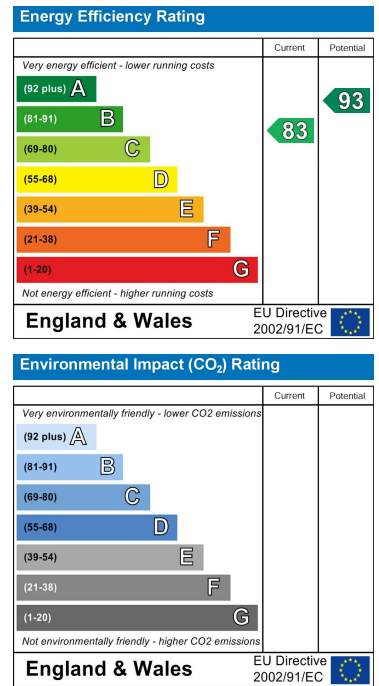 Energy Efficiency Rating
Current Potential
Very energy efficient - lower running costs
(92 plus) A
93
(81-91) B
83
(69-80) C
(55-68) D
(39-54) E
(21-38) F
(1-20) G
Not energy efficient - higher running costs
England & Wales
EU Directive
2002/91/EC
Environmental Impact (CO₂) Rating
Current Potential
Very environmentally friendly - lower CO2 emissions
(92 plus) A
(81-91) B
(69-80) C
(55-68) D
(39-54) E
(21-38) F
(1-20) G
Not environmentally friendly - higher CO2 emissions
England & Wales
EU Directive
2002/91/EC